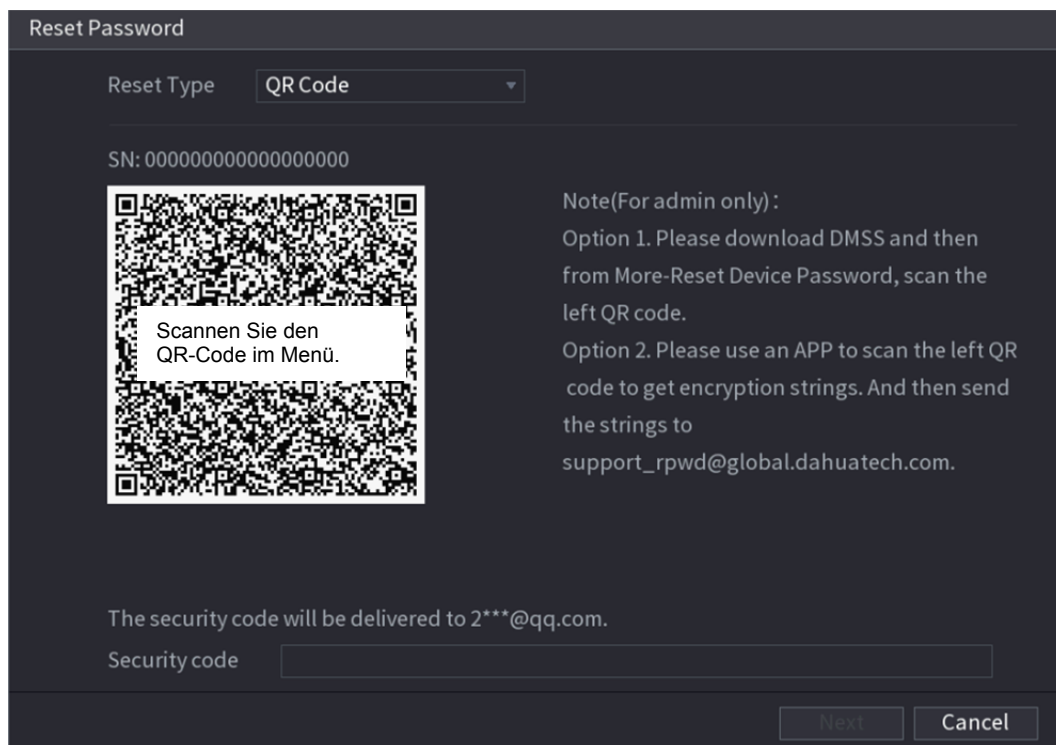 Reset Password
Reset Type QR Code
SN: 000000000000000000
Scannen Sie den
QR-Code im Menü.
Note(For admin only):
Option 1. Please download DMSS and then
from More-Reset Device Password, scan the
left QR code.
Option 2. Please use an APP to scan the left QR
code to get encryption strings. And then send
the strings to
support_rpwd@global.dahuatech.com.
The security code will be delivered to 2***@qq.com.
Security code
Next Cancel